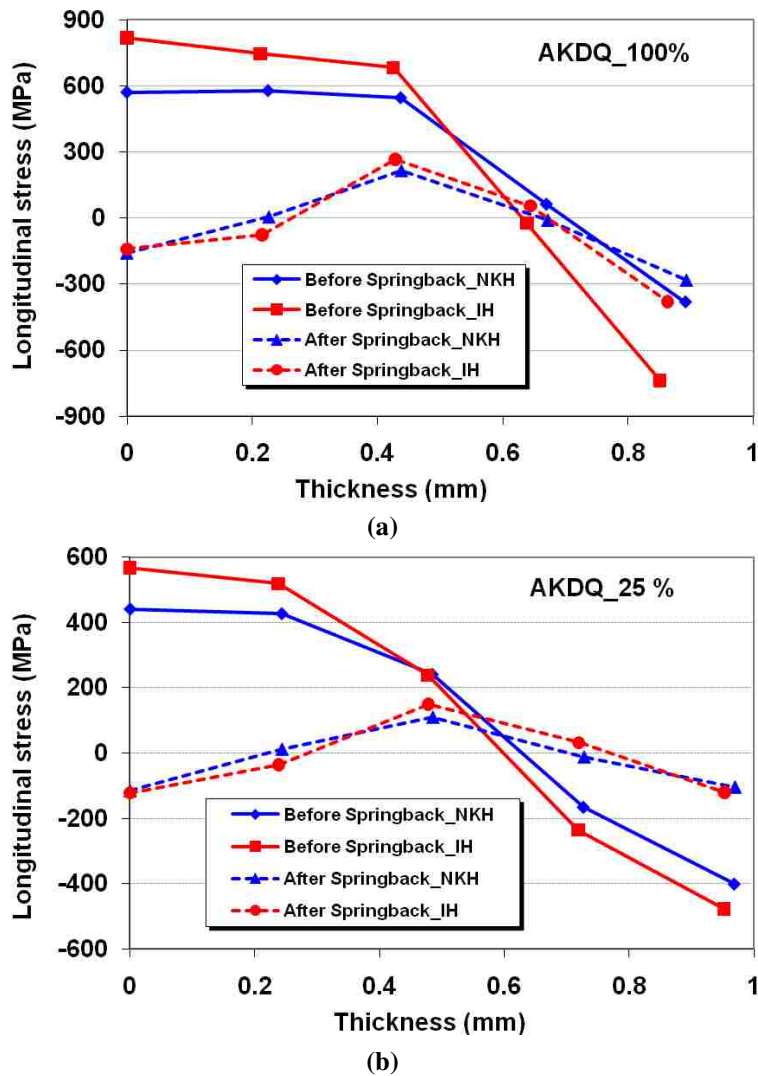 900
600
300
0
-300
-600
-900
Longitudinal stress (MPa)
AKDQ_100%
Before Springback_NKH
Before Springback_IH
After Springback_NKH
After Springback_IH
0 0.2 0.4 0.6 0.8 1
Thickness (mm)
(a)
600
400
200
0
-200
-400
-600
Longitudinal stress (MPa)
AKDQ_25 %
Before Springback_NKH
Before Springback_IH
After Springback_NKH
After Springback_IH
0 0.2 0.4 0.6 0.8 1
Thickness (mm)
(b)